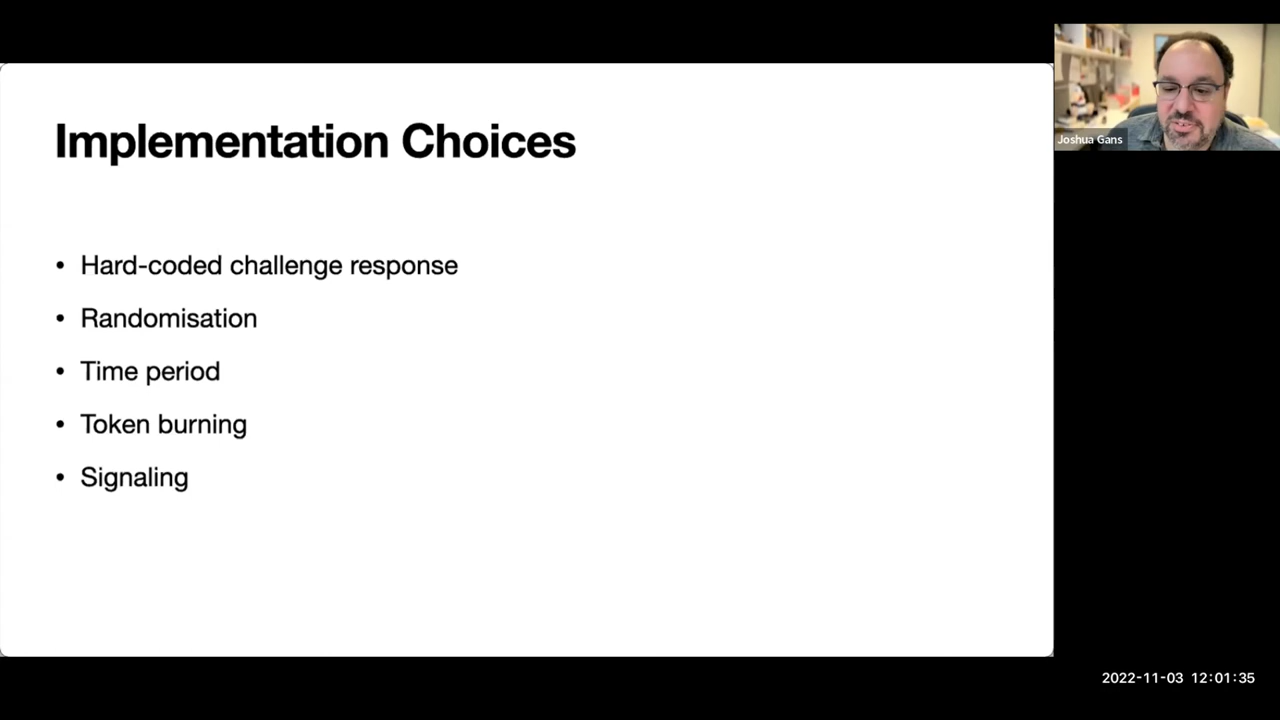 Implementation Choices
• Hard-coded challenge response
• Randomisation
• Time period
• Token burning
• Signaling
Joshua Gans
2022-11-03 12:01:35